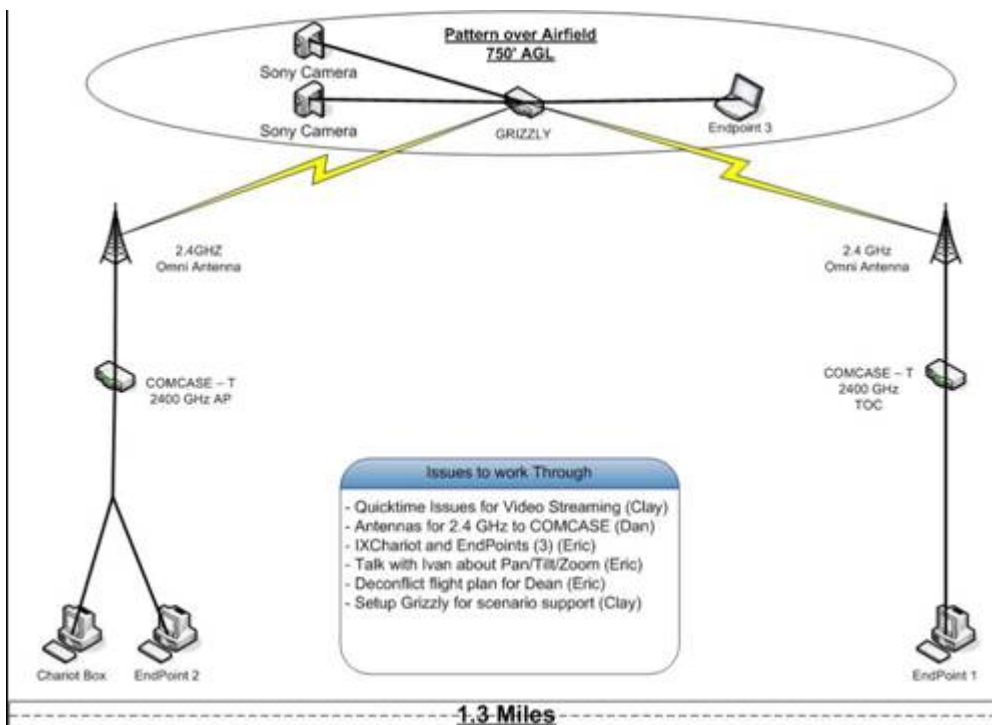 Pattern over Airfield
750' AGL
Sony Camera
Sony Camera
GRIZZLY
Endpoint 3
2.4GHZ
Omni Antenna
2.4 GHz
Omni Antenna
COMCASE – T
2400 GHz AP
COMCASE – T
2400 GHz
TOC
Issues to work Through
- Quicktime Issues for Video Streaming (Clay)
- Antennas for 2.4 GHz to COMCASE (Dan)
- IXChariot and EndPoints (3) (Eric)
- Talk with Ivan about Pan/Tilt/Zoom (Eric)
- Deconflict flight plan for Dean (Eric)
- Setup Grizzly for scenario support (Clay)
Chariot Box
EndPoint 2
EndPoint 1
1.3 Miles